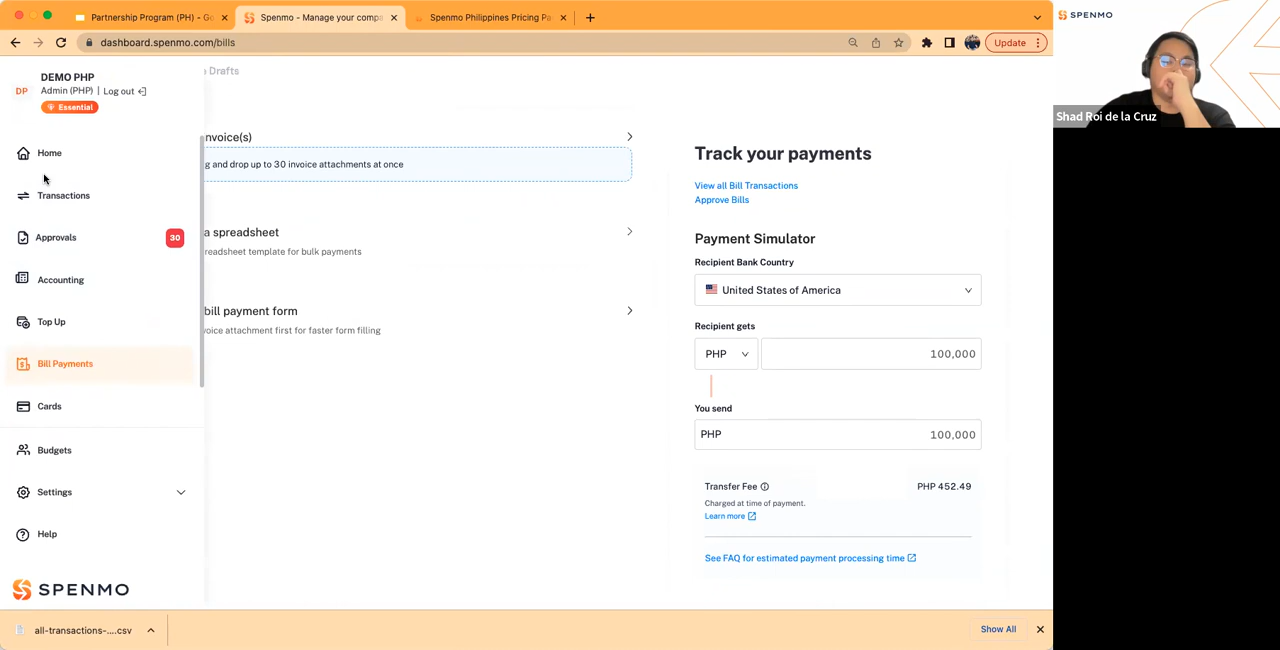 Partnership Program (PH) - Go
Spenmo - Manage your compa
Spenmo Philippines Pricing Pa
dashboard.spenmo.com/bills
Update
DEMO PHP
DP
Admin (PHP) | Log out
Essential
Home
Transactions
Approvals
30
Accounting
Top Up
Bill Payments
Cards
Budgets
Settings
Help
SPENMO
Drafts
nvoice(s)
g and drop up to 30 invoice attachments at once
a spreadsheet
readsheet template for bulk payments
bill payment form
voice attachment first for faster form filling
Track your payments
View all Bill Transactions
Approve Bills
Payment Simulator
Recipient Bank Country
United States of America
Recipient gets
PHP
100,000
You send
PHP
100,000
Transfer Fee
PHP 452.49
Charged at time of payment.
Learn more
See FAQ for estimated payment processing time
all-transactions-....csv
Show All
SPENMO
Shad Roi de la Cruz